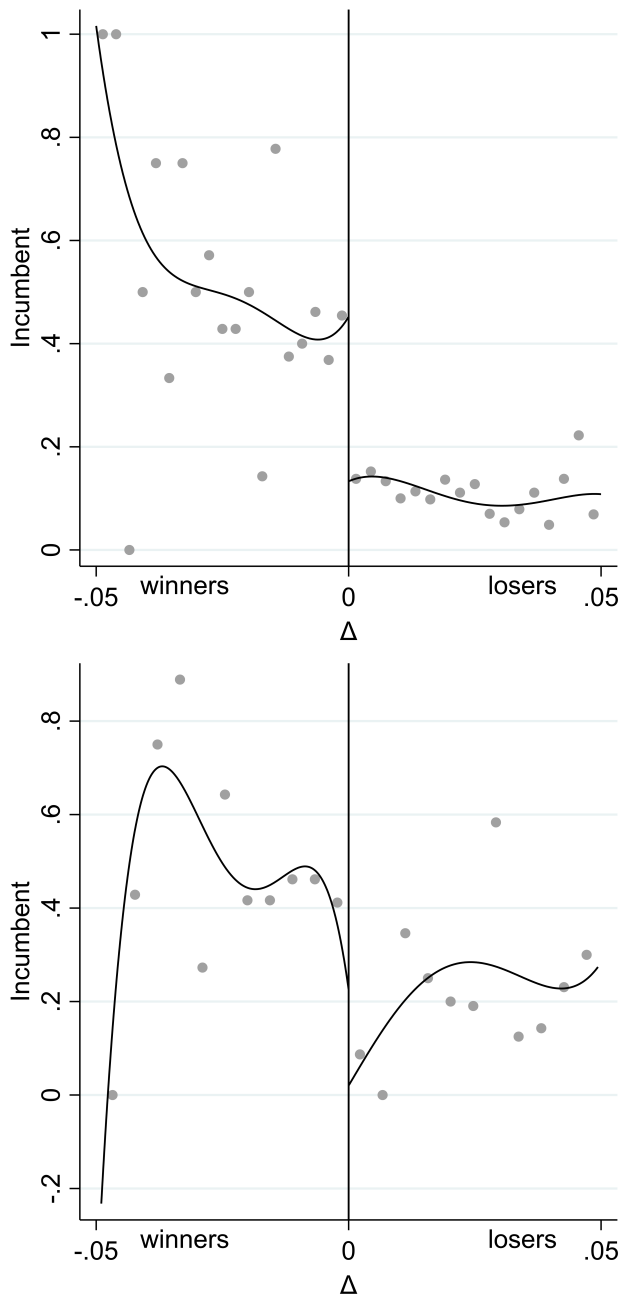 1
.8
.6
.4
.2
0
Incumbent
-.05
winners
0
losers
.05
Δ
.8
.6
.4
.2
0
-.2
Incumbent
-.05
winners
0
losers
.05
Δ